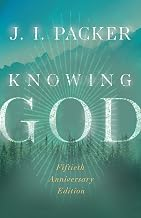 J. I. PACKER
KNOWING
GOD
Fiftieth
Anniversary
Edition